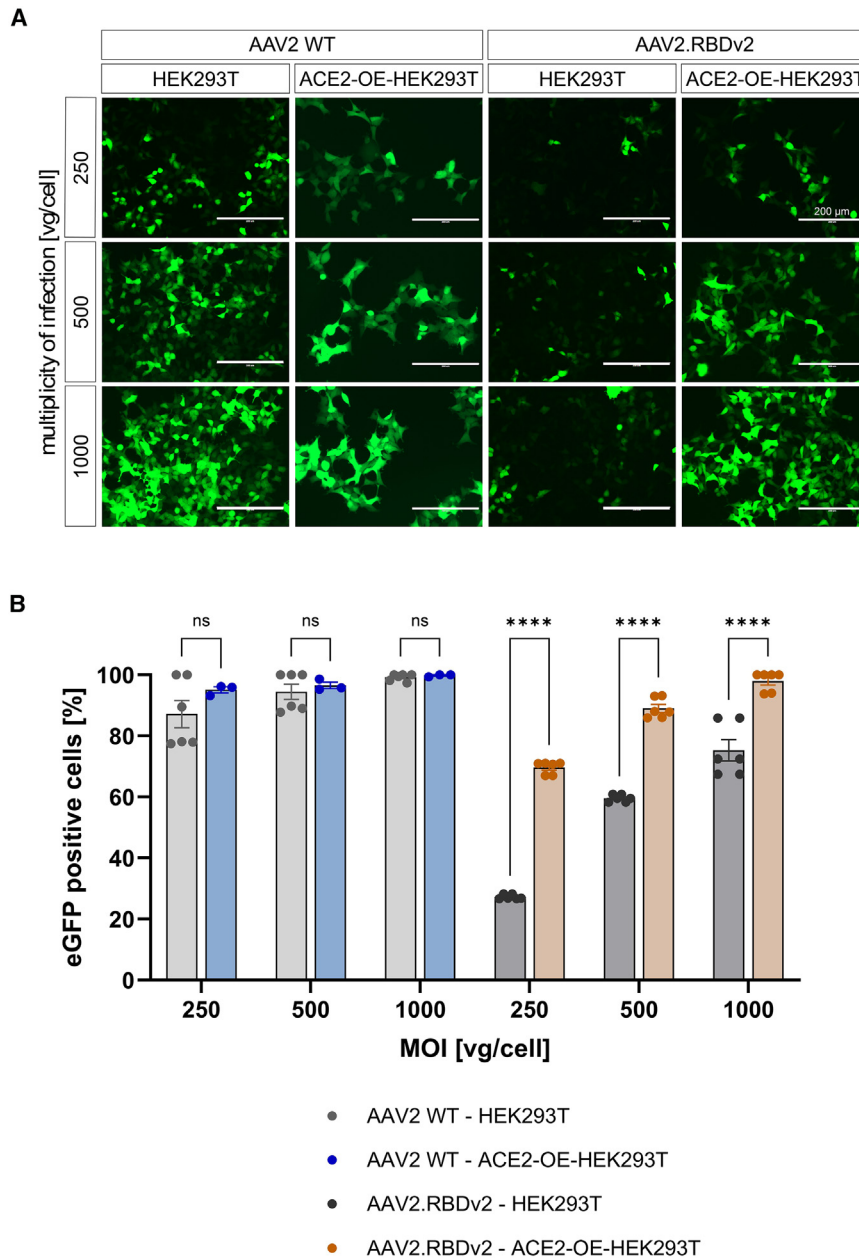 A
AAV2 WT
AAV2.RBDv2
HEK293T
ACE2-OE-HEK293T
HEK293T
ACE2-OE-HEK293T
multiplicity of infection [vg/cell]
250
200 µm
500
1000
B
ns
ns
ns
****
****
****
eGFP positive cells [%]
100
80
60
40
20
0
250
500
1000
250
500
1000
MOI [vg/cell]
AAV2 WT - HEK293T
AAV2 WT - ACE2-OE-HEK293T
AAV2.RBDv2 - HEK293T
AAV2.RBDv2 - ACE2-OE-HEK293T